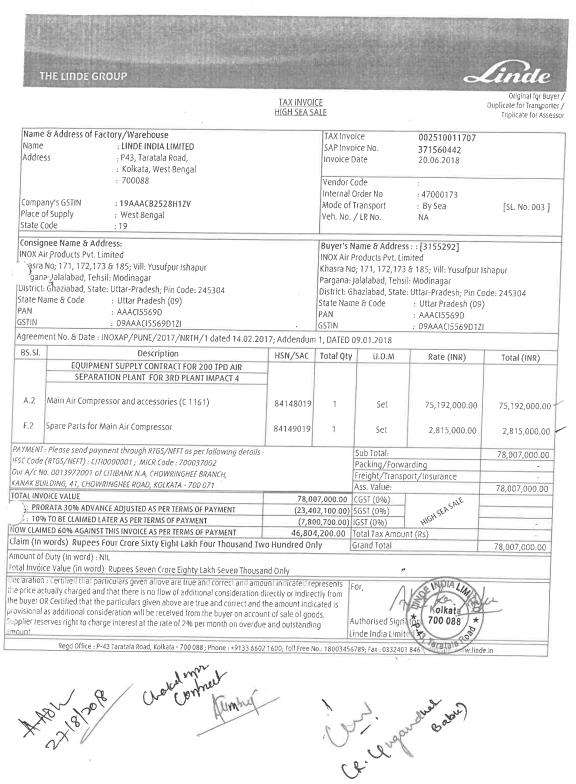 THE LINDE GROUP
Linde
TAX INVOICE
HIGH SEA SALE
Original for Buyer /
Duplicate for Transporter /
Triplicate for Assessor
Name & Address of Factory/Warehouse
Name : LINDE INDIA LIMITED
Address : P43, Taratala Road,
: Kolkata, West Bengal
: 700088
Company's GSTIN : 19AAACB2528H1ZV
Place of Supply : West Bengal
State Code : 19
TAX Invoice 002510011707
SAP Invoice No. 371560442
Invoice Date 20.06.2018
Vendor Code :
Internal Order No : 47000173
Mode of Transport : By Sea [SL. No. 003 ]
Veh. No. / LR No. NA
Consignee Name & Address:
INOX Air Products Pvt. Limited
asra No; 171, 172,173 & 185; Vill: Yusufpur Ishapur
gana-Jalalabad, Tehsil: Modinagar
District: Ghaziabad, State: Uttar-Pradesh; Pin Code: 245304
State Name & Code : Uttar Pradesh (09)
PAN : AAACI5569D
GSTIN : 09AAACI5569D1ZI
Buyer's Name & Address : : [3155292]
INOX Air Products Pvt. Limited
Khasra No; 171, 172,173 & 185; Vill: Yusufpur Ishapur
Pargana-Jalalabad, Tehsil: Modinagar
District: Ghaziabad, State: Uttar-Pradesh; Pin Code: 245304
State Name & Code : Uttar Pradesh (09)
PAN : AAACI5569D
GSTIN : 09AAACI5569D1ZI
Agreement No. & Date : INOXAP/PUNE/2017/NRTH/1 dated 14.02.2017; Addendum 1, DATED 09.01.2018
BS.Sl. Description HSN/SAC Total Qty U.O.M Rate (INR) Total (INR)
EQUIPMENT SUPPLY CONTRACT FOR 200 TPD AIR
SEPARATION PLANT FOR 3RD PLANT IMPACT 4
A.2 Main Air Compressor and accessories (C 1161) 84148019 1 Set 75,192,000.00 75,192,000.00
F.2 Spare Parts for Main Air Compressor 84149019 1 Set 2,815,000.00 2,815,000.00
PAYMENT : Please send payment through RTGS/NEFT as per following details :
IFSC Code (RTGS/NEFT) : CITI0000001 ; MICR Code : 700037002
Our A/c No. 0013972001 of CITIBANK N.A, CHOWRINGHEE BRANCH,
KANAK BUILDING, 41, CHOWRINGHEE ROAD, KOLKATA - 700 071
Sub Total: 78,007,000.00
Packing/Forwarding -
Freight/Transport/Insurance -
Ass. Value: 78,007,000.00
TOTAL INVOICE VALUE 78,007,000.00
: PRORATA 30% ADVANCE ADJUSTED AS PER TERMS OF PAYMENT (23,402,100.00)
: 10% TO BE CLAIMED LATER AS PER TERMS OF PAYMENT (7,800,700.00)
NOW CLAIMED 60% AGAINST THIS INVOICE AS PER TERMS OF PAYMENT 46,804,200.00
CGST (0%)
SGST (0%)
IGST (0%)
HIGH SEA SALE
Total Tax Amount (Rs) -
Claim (In words) Rupees Four Crore Sixty Eight Lakh Four Thousand Two Hundred Only
Grand Total 78,007,000.00
Amount of Duty (In word) : NIL
Total Invoice Value (in word) Rupees Seven Crore Eighty Lakh Seven Thousand Only
Declaration : Certified that particulars given above are true and correct and amount indicated represents
the price actually charged and that there is no flow of additional consideration directly or indirectly from
the buyer OR Certified that the particulars given above are true and correct and the amount indicated is
provisional as additional consideration will be received from the buyer on account of sale of goods.
Supplier reserves right to charge interest at the rate of 2% per month on overdue and outstanding
amount.
For,
Authorised Sign
Linde India Limit
LINDE INDIA LIMITED
Kolkata
700 088
P-43, Taratala Road
Regd Office : P-43 Taratala Road, Kolkata - 700088; Phone : +9133 6602 1600, Toll Free No.: 18003456789; Fax : 0332401 846 w.linde.in
27/8/2018
(R. Yugandhar
Babu)